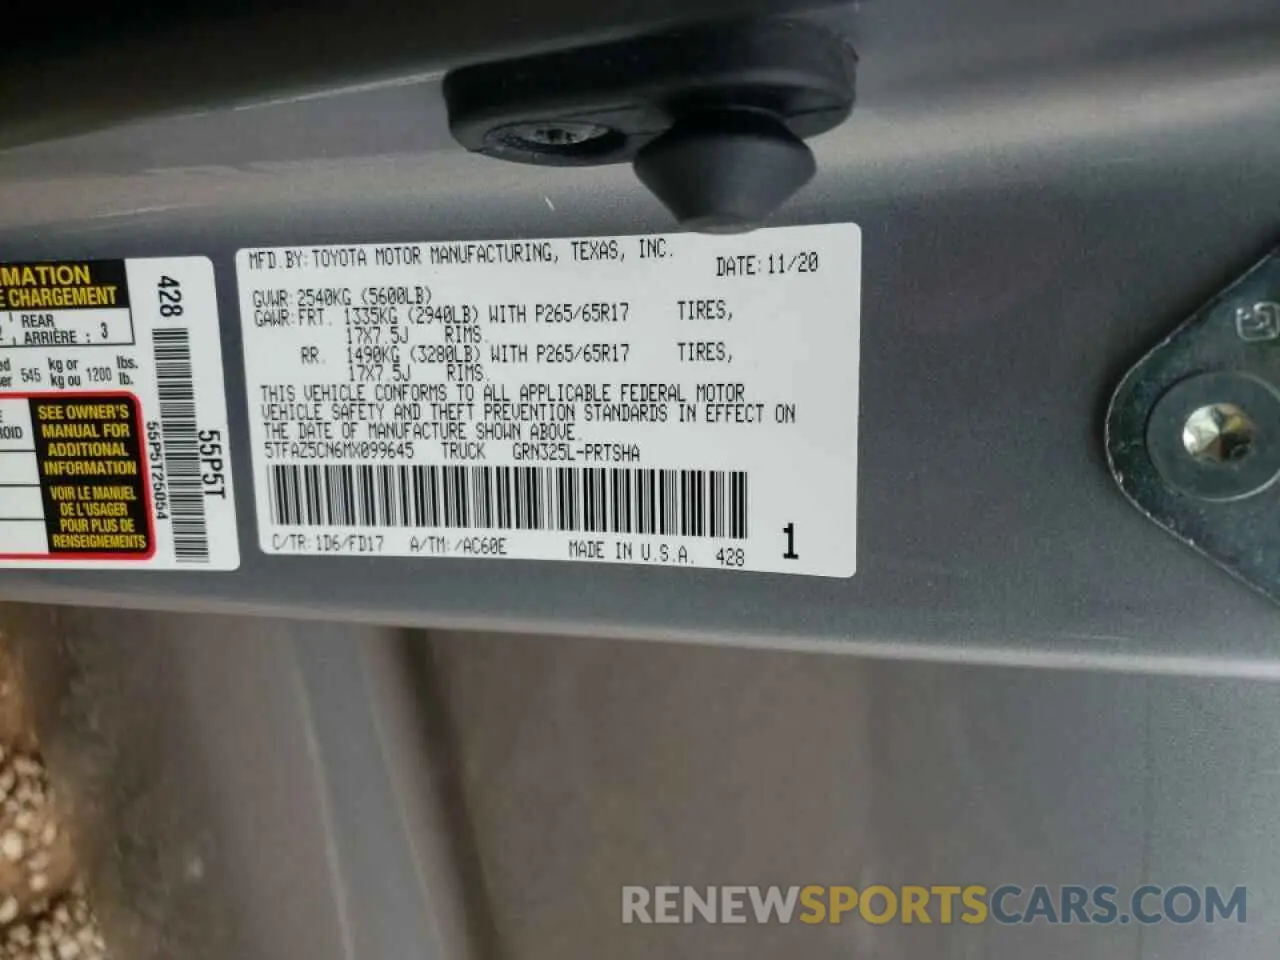 MFD.BY:TOYOTA MOTOR MANUFACTURING, TEXAS, INC.
DATE:11/20
GVWR:2540KG (5600LB)
GAWR:FRT. 1335KG (2940LB) WITH P265/65R17 TIRES,
17X7.5J RIMS.
RR. 1490KG (3280LB) WITH P265/65R17 TIRES,
17X7.5J RIMS.
THIS VEHICLE CONFORMS TO ALL APPLICABLE FEDERAL MOTOR
VEHICLE SAFETY AND THEFT PREVENTION STANDARDS IN EFFECT ON
THE DATE OF MANUFACTURE SHOWN ABOVE.
5TFAZ5CN6MX099645 TRUCK GRN325L-PRTSHA
C/TR:1D6/FD17 A/TM:/AC60E MADE IN U.S.A. 428
1
CHARGEMENT
REAR
ARRIÈRE : 3
545 kg or 1200 lbs.
kg ou lb.
SEE OWNER'S
MANUAL FOR
ADDITIONAL
INFORMATION
VOIR LE MANUEL
DE L'USAGER
POUR PLUS DE
RENSEIGNEMENTS
428
55P5T
55P5T25054
RENEWSPORTSCARS.COM